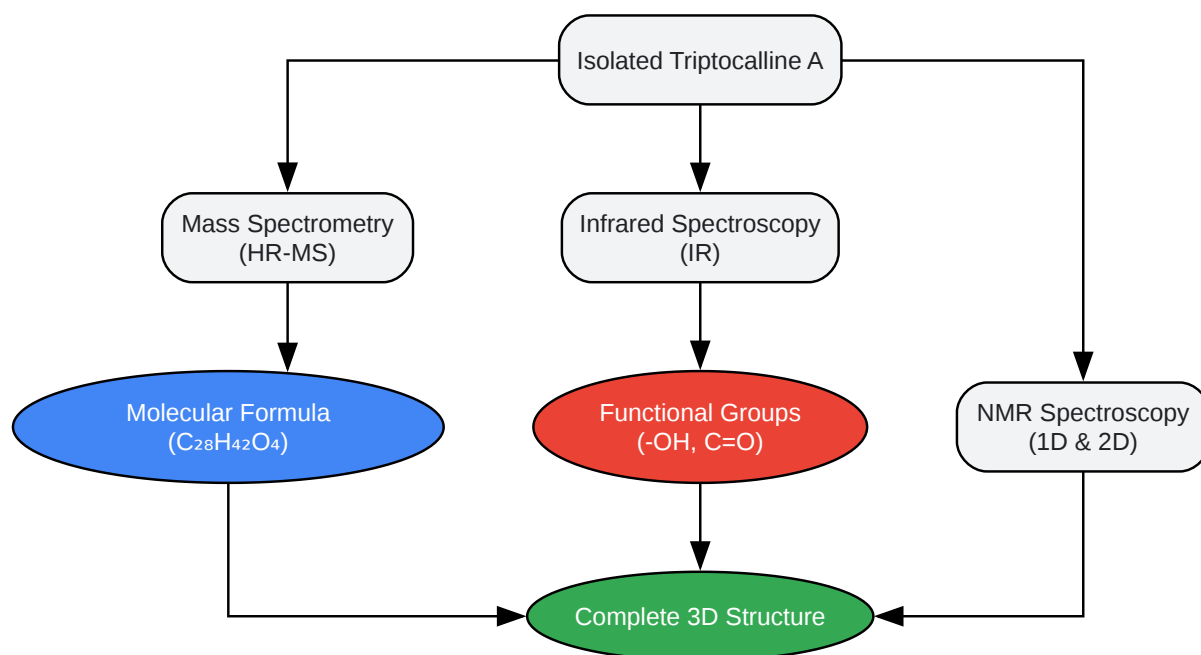 Isolated Triptocalline A
Mass Spectrometry
(HR-MS)
Infrared Spectroscopy
(IR)
Molecular Formula
(C₂₈H₄₂O₄)
Functional Groups
(-OH, C=O)
NMR Spectroscopy
(1D & 2D)
Complete 3D Structure